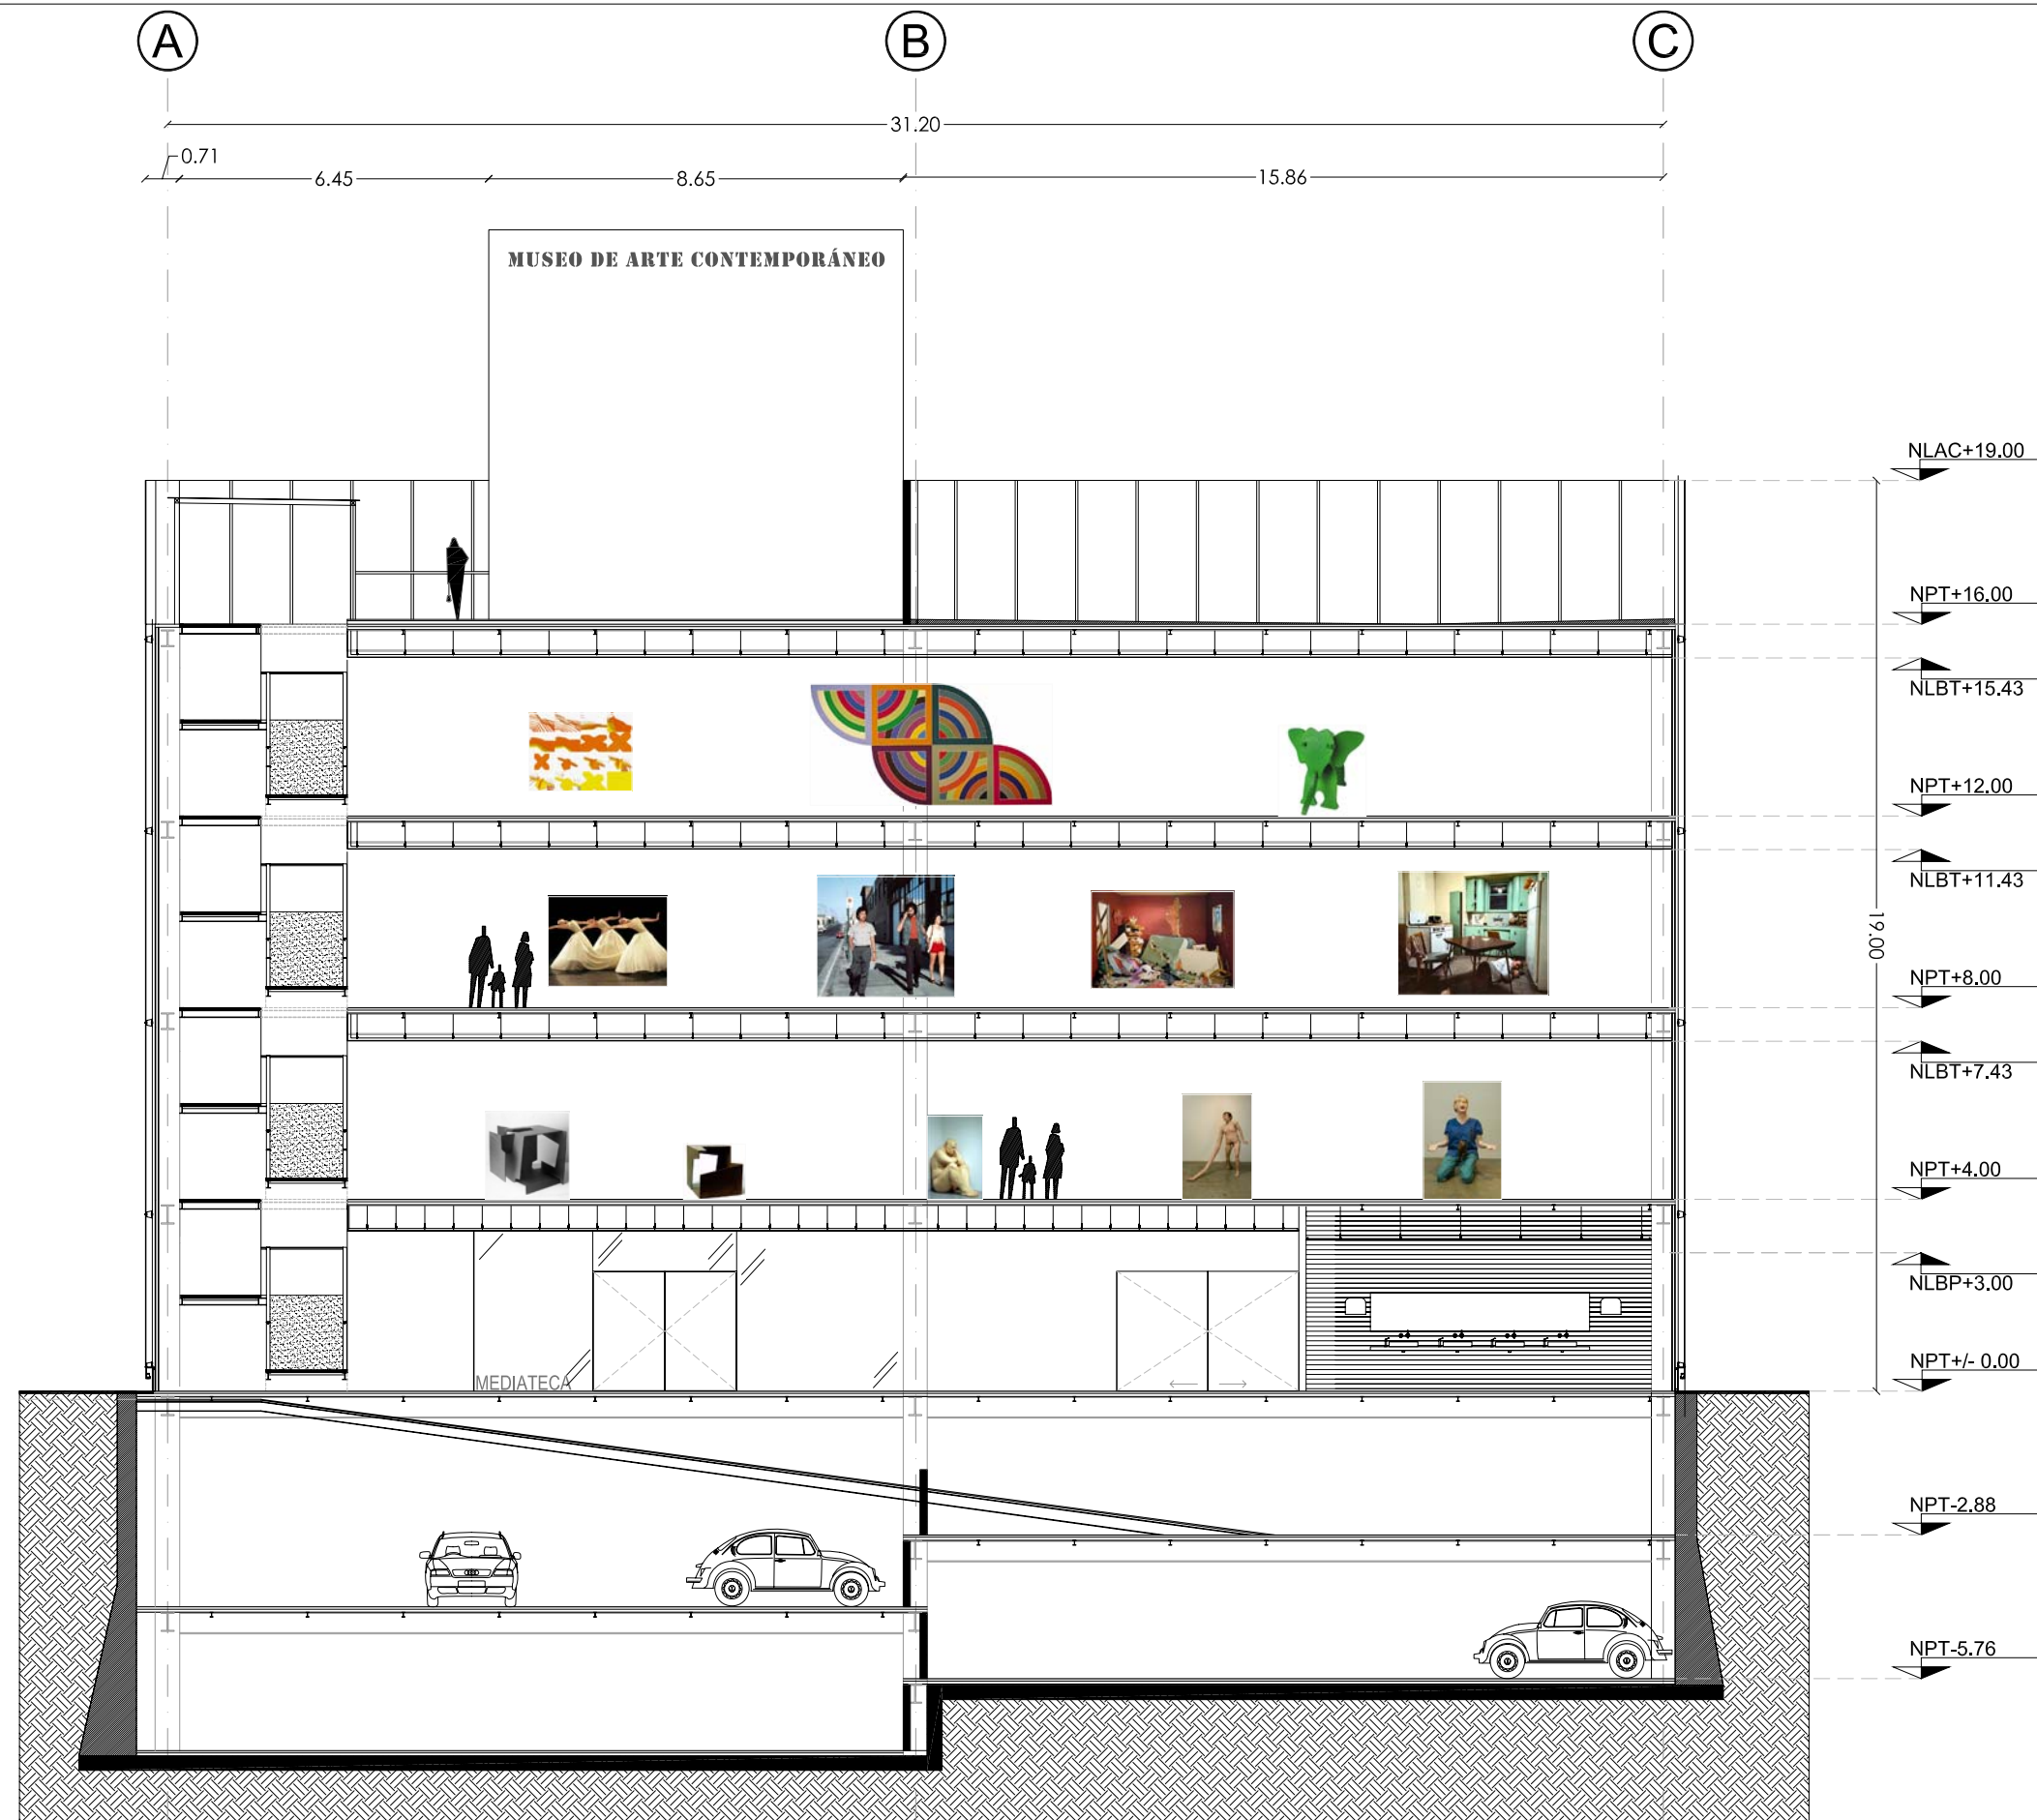 A B C
31.20
0.71
6.45 8.65 15.86
MUSEO DE ARTE CONTEMPORÁNEO
NLAC+19.00
NPT+16.00
NLBT+15.43
NPT+12.00
NLBT+11.43
19.00
NPT+8.00
NLBT+7.43
NPT+4.00
NLBP+3.00
NPT+/- 0.00
MEDIATECA
NPT-2.88
NPT-5.76